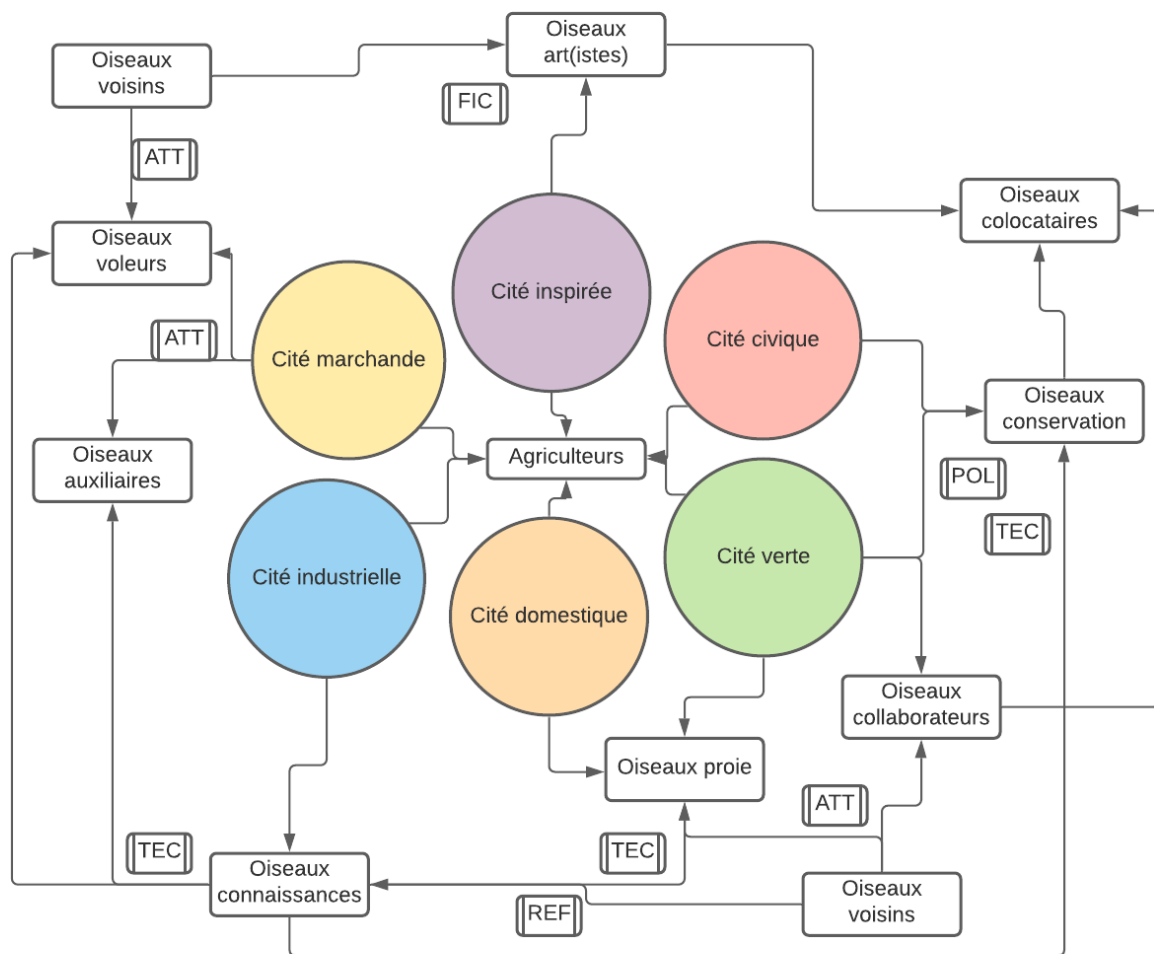 Oiseaux
art(istes)
Oiseaux
voisins
FIC
ATT
Oiseaux
colocataires
Oiseaux
voleurs
Cité inspirée
Cité civique
ATT
Cité marchande
Oiseaux
conservation
Oiseaux
auxiliaires
Agriculteurs
POL
TEC
Cité verte
Cité industrielle
Cité domestique
Oiseaux
collaborateurs
Oiseaux proie
ATT
TEC
TEC
Oiseaux
connaissances
Oiseaux
voisins
REF